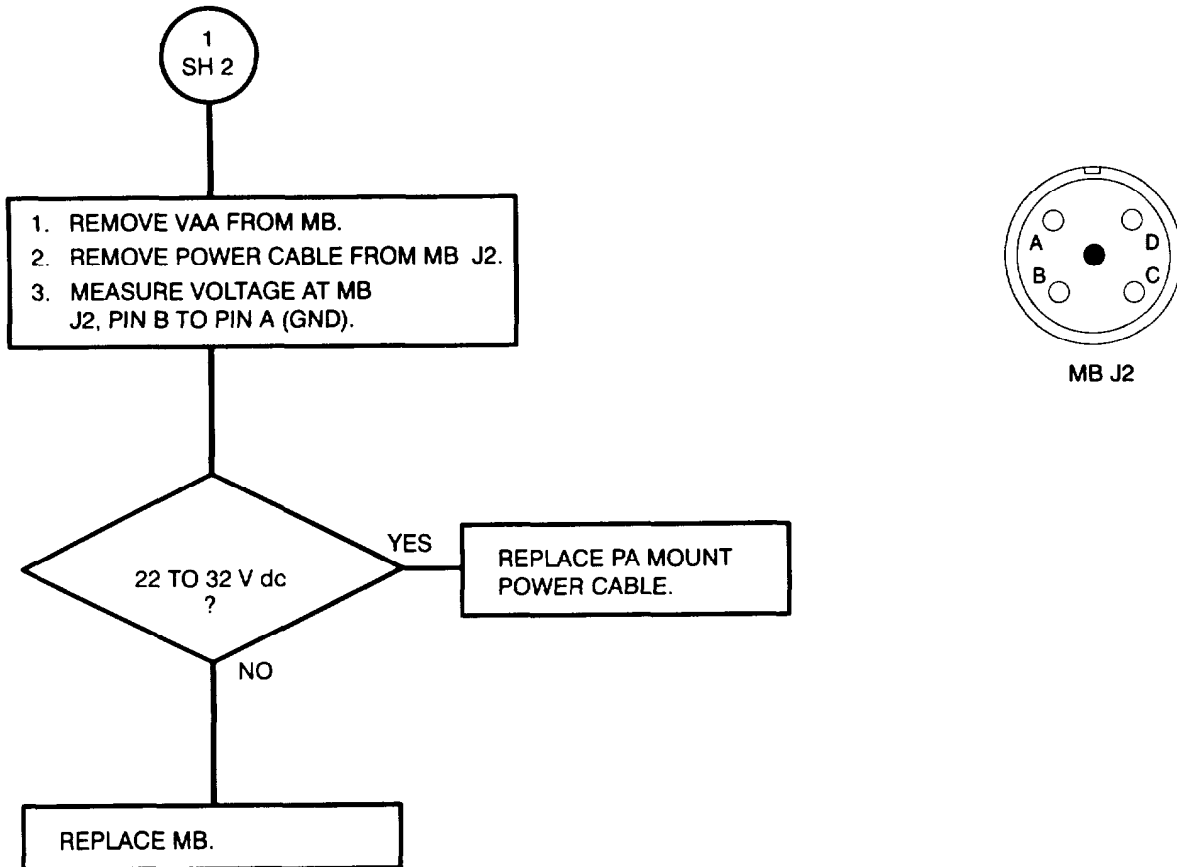 1
SH 2
1. REMOVE VAA FROM MB.
2. REMOVE POWER CABLE FROM MB J2.
3. MEASURE VOLTAGE AT MB
J2, PIN B TO PIN A (GND).
A
D
B
C
MB J2
22 TO 32 V dc
?
YES
REPLACE PA MOUNT
POWER CABLE.
NO
REPLACE MB.